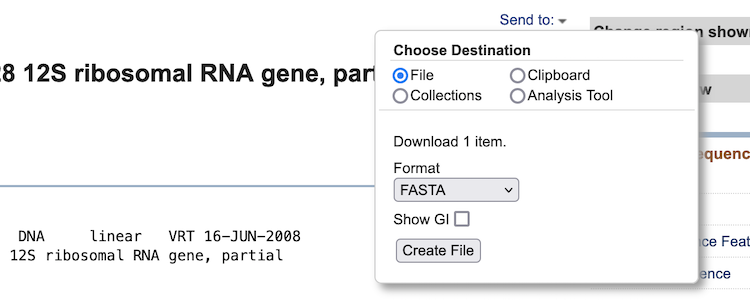 Send to:
Change region shown
Choose Destination
8 12S ribosomal RNA gene, part
File
Clipboard
Collections
Analysis Tool
w
Download 1 item.
equenc
Format
FASTA
Show GI
DNA linear VRT 16-JUN-2008
ce Feat
12S ribosomal RNA gene, partial
Create File
ence